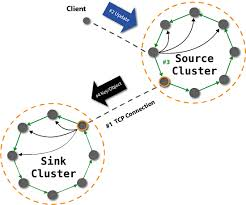 Client
#2 Update
Source
Cluster
#3
#4 Key/Object
#1 TCP Connection
Sink
Cluster